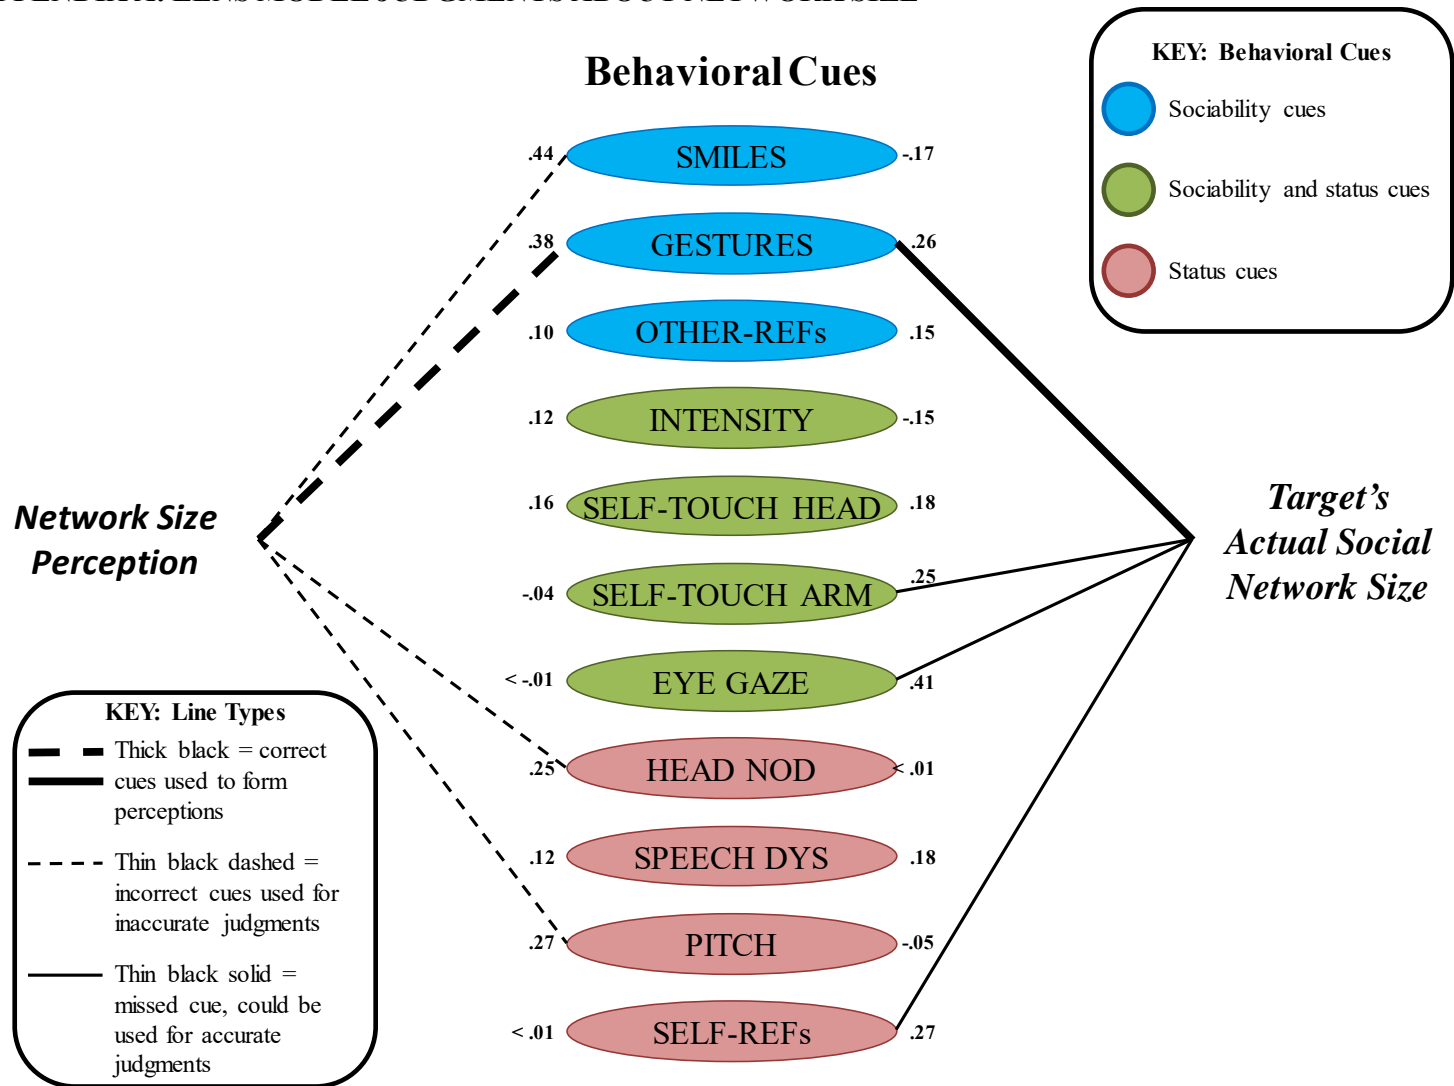 KEY: Behavioral Cues
Sociability cues
Sociability and status cues
Status cues
Behavioral Cues
.44 SMILES -.17
.38 GESTURES .26
.10 OTHER-REFs .15
.12 INTENSITY -.15
.16 SELF-TOUCH HEAD .18
-.04 SELF-TOUCH ARM .25
< -.01 EYE GAZE .41
.25 HEAD NOD < .01
.12 SPEECH DYS .18
.27 PITCH -.05
< .01 SELF-REFs .27
Network Size
Perception
Target’s
Actual Social
Network Size
KEY: Line Types
Thick black = correct
cues used to form
perceptions
Thin black dashed =
incorrect cues used for
inaccurate judgments
Thin black solid =
missed cue, could be
used for accurate
judgments